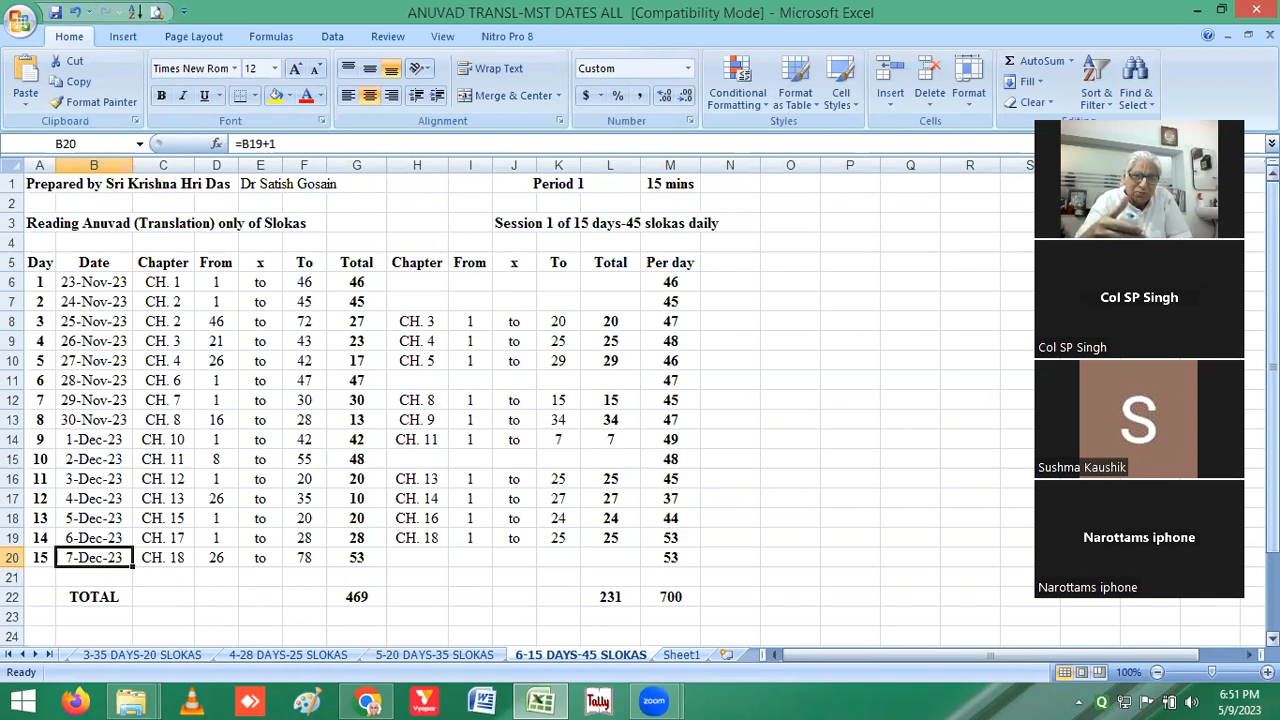 ANUVAD TRANSL-MST DATES ALL [Compatibility Mode] - Microsoft Excel
Home Insert Page Layout Formulas Data Review View Nitro Pro 8
Paste Cut Copy Format Painter Clipboard
Times New Rom 12 B I U A Font
Wrap Text Merge & Center Alignment
Custom $ % , Number
Conditional Formatting Format as Table Cell Styles Styles
Insert Delete Format Cells
AutoSum Fill Clear Sort & Filter Find & Select
B20 fx =B19+1
A B C D E F G H I J K L M N O P Q R S
1 Prepared by Sri Krishna Hri Das Dr Satish Gosain Period 1 15 mins
2
3 Reading Anuvad (Translation) only of Slokas Session 1 of 15 days-45 slokas daily
4
5 Day Date Chapter From x To Total Chapter From x To Total Per day
6 1 23-Nov-23 CH. 1 1 to 46 46 46
7 2 24-Nov-23 CH. 2 1 to 45 45 45
8 3 25-Nov-23 CH. 2 46 to 72 27 CH. 3 1 to 20 20 47
9 4 26-Nov-23 CH. 3 21 to 43 23 CH. 4 1 to 25 25 48
10 5 27-Nov-23 CH. 4 26 to 42 17 CH. 5 1 to 29 29 46
11 6 28-Nov-23 CH. 6 1 to 47 47 47
12 7 29-Nov-23 CH. 7 1 to 30 30 CH. 8 1 to 15 15 45
13 8 30-Nov-23 CH. 8 16 to 28 13 CH. 9 1 to 34 34 47
14 9 1-Dec-23 CH. 10 1 to 42 42 CH. 11 1 to 7 7 49
15 10 2-Dec-23 CH. 11 8 to 55 48 48
16 11 3-Dec-23 CH. 12 1 to 20 20 CH. 13 1 to 25 25 45
17 12 4-Dec-23 CH. 13 26 to 35 10 CH. 14 1 to 27 27 37
18 13 5-Dec-23 CH. 15 1 to 20 20 CH. 16 1 to 24 24 44
19 14 6-Dec-23 CH. 17 1 to 28 28 CH. 18 1 to 25 25 53
20 15 7-Dec-23 CH. 18 26 to 78 53 53
21
22 TOTAL 469 231 700
23
24
Col SP Singh
Col SP Singh
S
Sushma Kaushik
Narottams iphone
Narottams iphone
3-35 DAYS-20 SLOKAS 4-28 DAYS-25 SLOKAS 5-20 DAYS-35 SLOKAS 6-15 DAYS-45 SLOKAS Sheet1
Ready 100%
Vyapar Tally zoom
6:51 PM
5/9/2023